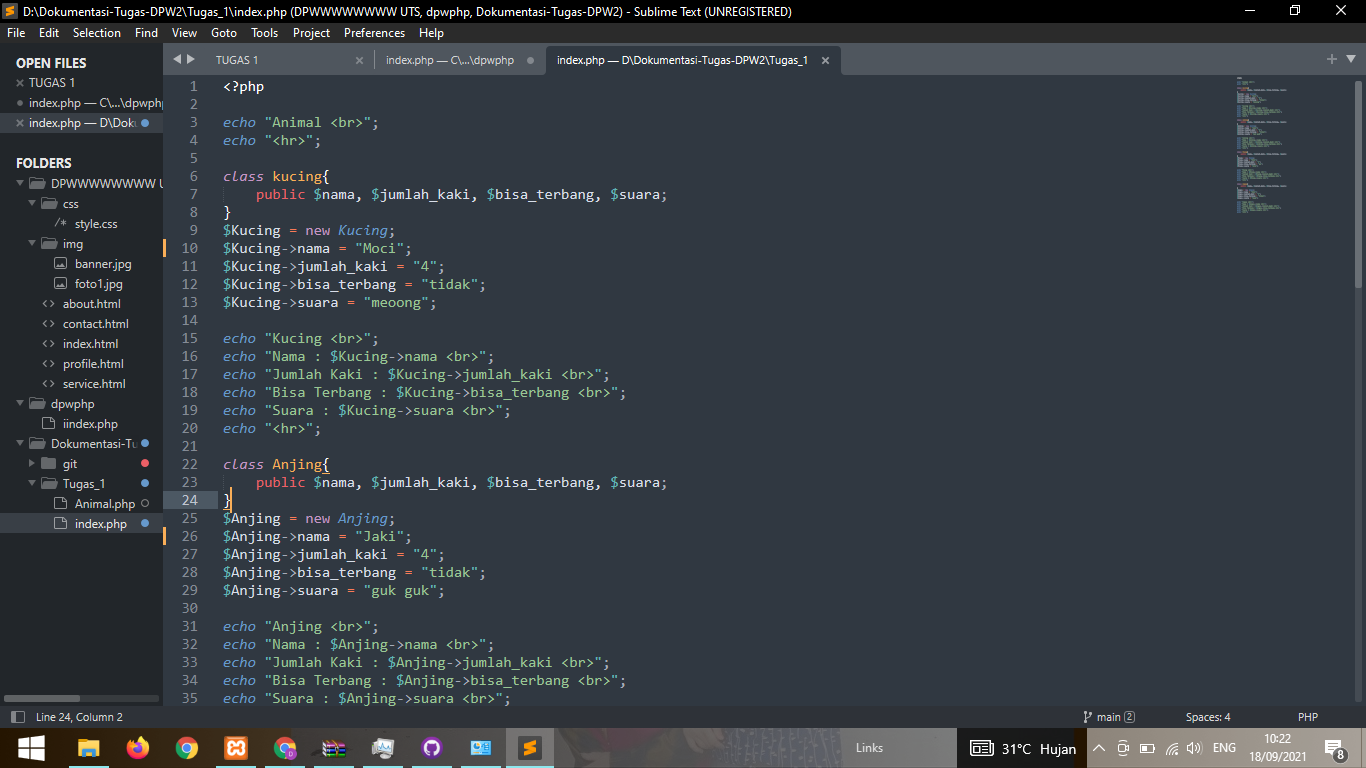 D:\Dokumentasi-Tugas-DPW2\Tugas_1\index.php (DPWWWWWWWW UTS, dpwphp, Dokumentasi-Tugas-DPW2) - Sublime Text (UNREGISTERED)
File Edit Selection Find View Goto Tools Project Preferences Help
OPEN FILES
TUGAS 1
index.php — C\...\dpwphp
index.php — D\Dok
FOLDERS
DPWWWWWWWWW U
css
/* style.css
img
banner.jpg
foto1.jpg
<> about.html
<> contact.html
<> index.html
<> profile.html
<> service.html
dpwphp
iindex.php
Dokumentasi-Tu
git
Tugas_1
Animal.php
index.php
TUGAS 1
index.php — C\...\dpwphp
index.php — D\Dokumentasi-Tugas-DPW2\Tugas_1
1 <?php
2
3 echo "Animal <br>";
4 echo "<hr>";
5
6 class kucing{
7 public $nama, $jumlah_kaki, $bisa_terbang, $suara;
8 }
9 $Kucing = new Kucing;
10 $Kucing->nama = "Moci";
11 $Kucing->jumlah_kaki = "4";
12 $Kucing->bisa_terbang = "tidak";
13 $Kucing->suara = "meoong";
14
15 echo "Kucing <br>";
16 echo "Nama : $Kucing->nama <br>";
17 echo "Jumlah Kaki : $Kucing->jumlah_kaki <br>";
18 echo "Bisa Terbang : $Kucing->bisa_terbang <br>";
19 echo "Suara : $Kucing->suara <br>";
20 echo "<hr>";
21
22 class Anjing{
23 public $nama, $jumlah_kaki, $bisa_terbang, $suara;
24 }
25 $Anjing = new Anjing;
26 $Anjing->nama = "Jaki";
27 $Anjing->jumlah_kaki = "4";
28 $Anjing->bisa_terbang = "tidak";
29 $Anjing->suara = "guk guk";
30
31 echo "Anjing <br>";
32 echo "Nama : $Anjing->nama <br>";
33 echo "Jumlah Kaki : $Anjing->jumlah_kaki <br>";
34 echo "Bisa Terbang : $Anjing->bisa_terbang <br>";
35 echo "Suara : $Anjing->suara <br>";
Line 24, Column 2
main 2
Spaces: 4
PHP
Links
31°C Hujan
ENG
10:22
18/09/2021
8